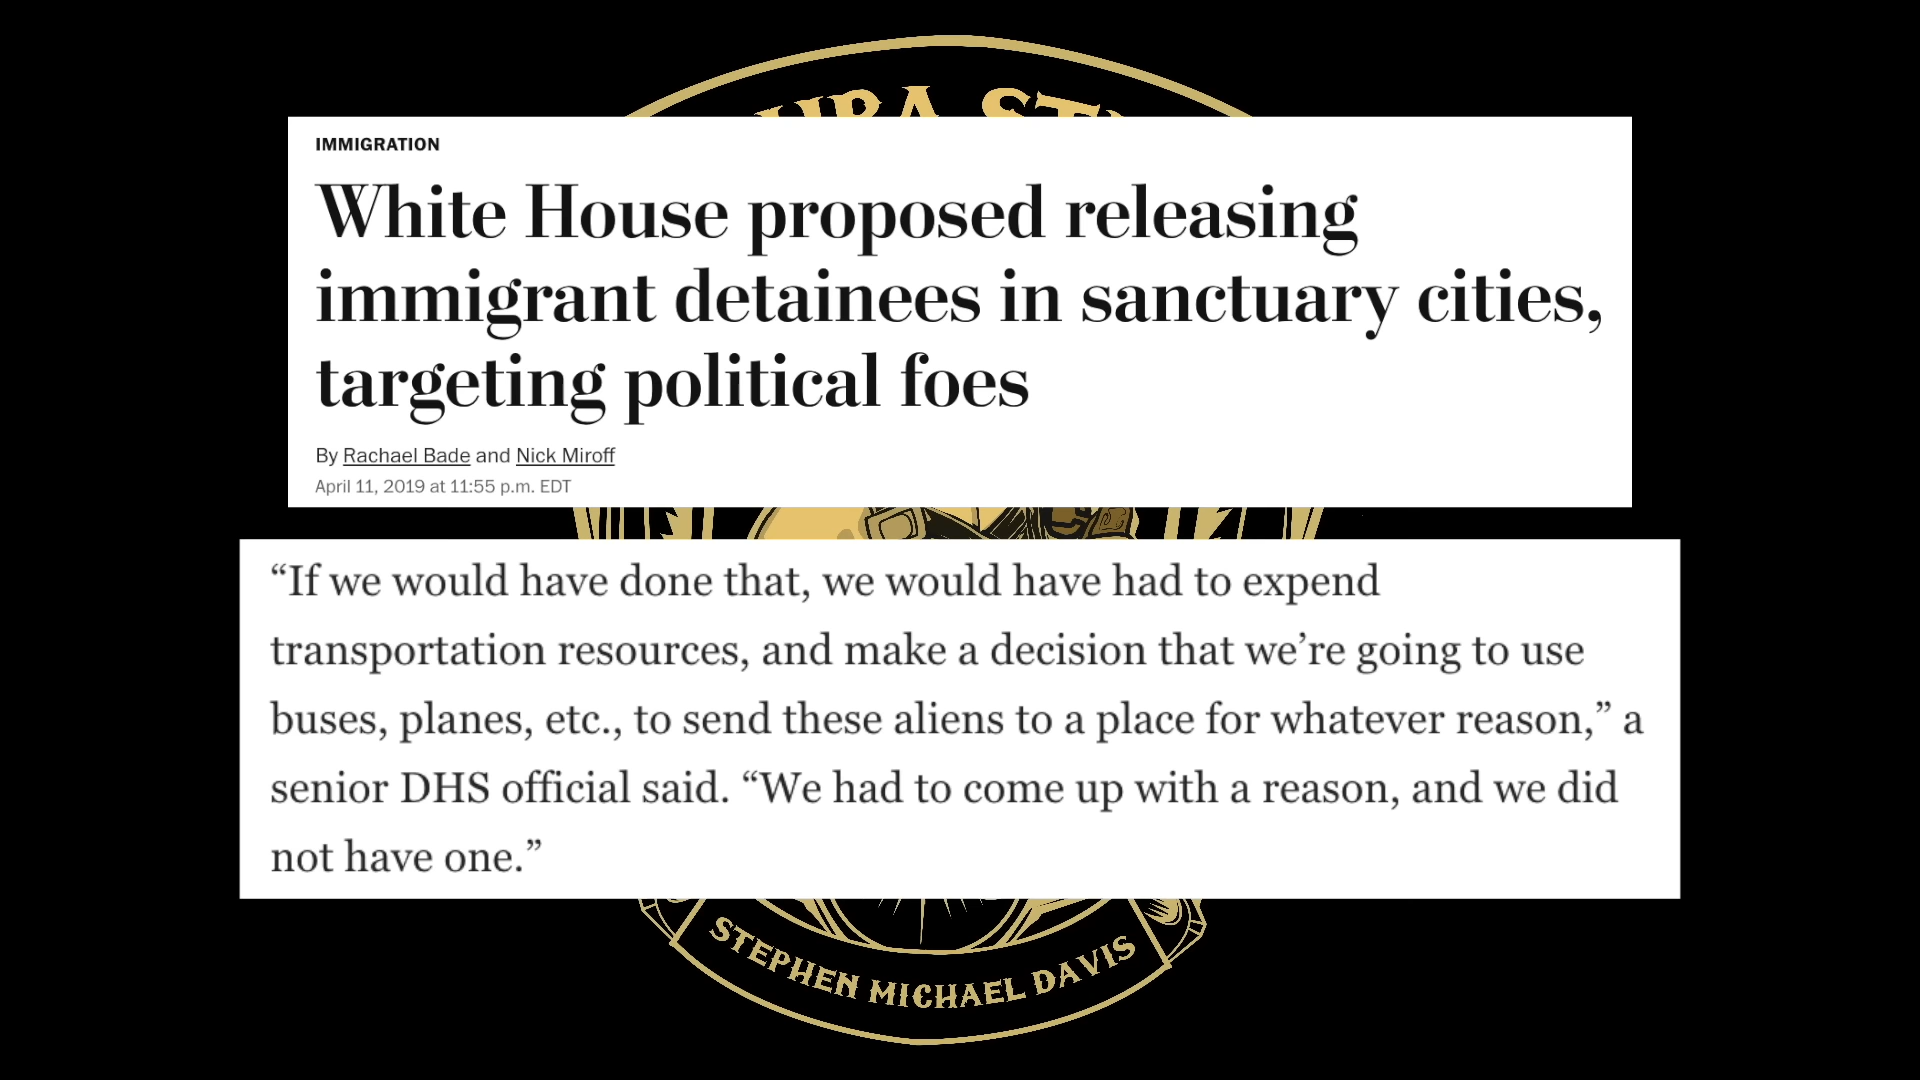 IMMIGRATION
White House proposed releasing
immigrant detainees in sanctuary cities,
targeting political foes
By Rachael Bade and Nick Miroff
April 11, 2019 at 11:55 p.m. EDT
“If we would have done that, we would have had to expend
transportation resources, and make a decision that we’re going to use
buses, planes, etc., to send these aliens to a place for whatever reason,” a
senior DHS official said. “We had to come up with a reason, and we did
not have one.”
STEPHEN MICHAEL DAVIS